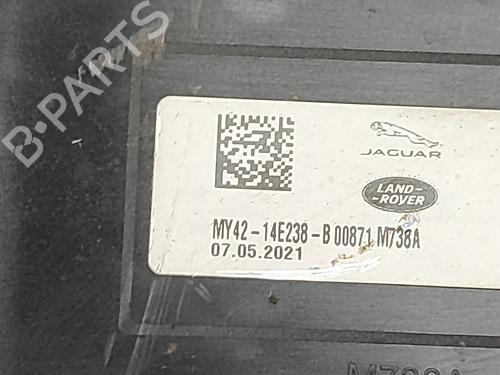 B-PARTS
JAGUAR
LAND-
ROVER
MY42-14E238-B 00871 M738A
07.05.2021